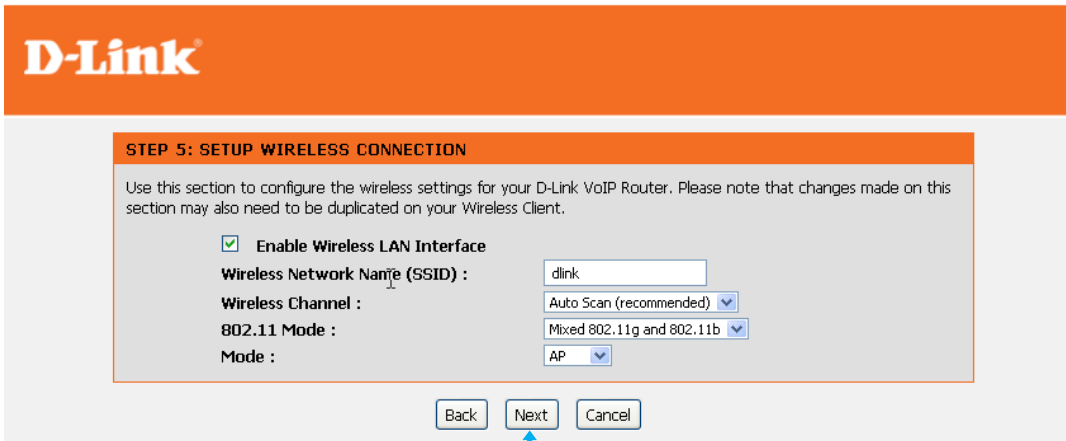 D-Link®
STEP 5: SETUP WIRELESS CONNECTION
Use this section to configure the wireless settings for your D-Link VoIP Router. Please note that changes made on this
section may also need to be duplicated on your Wireless Client.
Enable Wireless LAN Interface
Wireless Network Name (SSID) : dlink
Wireless Channel : Auto Scan (recommended)
802.11 Mode : Mixed 802.11g and 802.11b
Mode : AP
Back Next Cancel